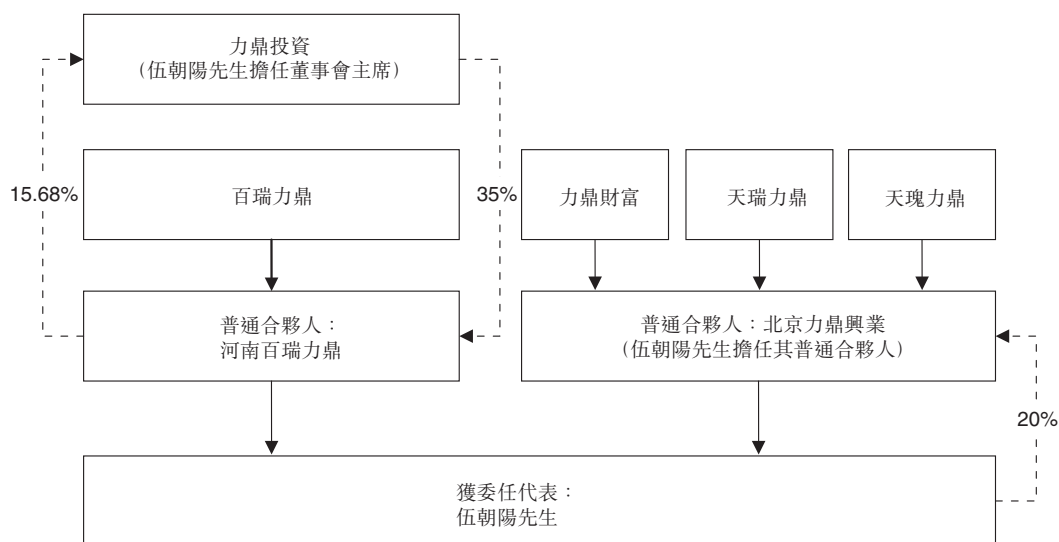 力鼎投資
（伍朝陽先生擔任董事會主席）
15.68%
百瑞力鼎
35%
力鼎財富
天瑞力鼎
天瑰力鼎
普通合夥人：
河南百瑞力鼎
普通合夥人：北京力鼎興業
（伍朝陽先生擔任其普通合夥人）
20%
獲委任代表：
伍朝陽先生